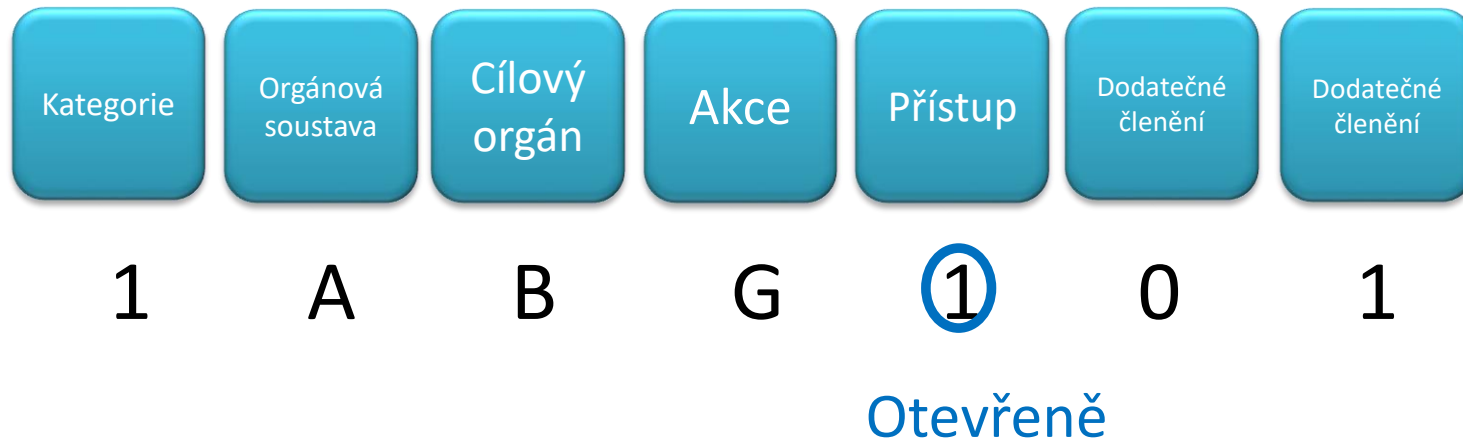 Kategorie
Orgánová
soustava
Cílový
orgán
Akce
Přístup
Dodatečné
členění
Dodatečné
členění
1 A B G 1 0 1
Otevřeně